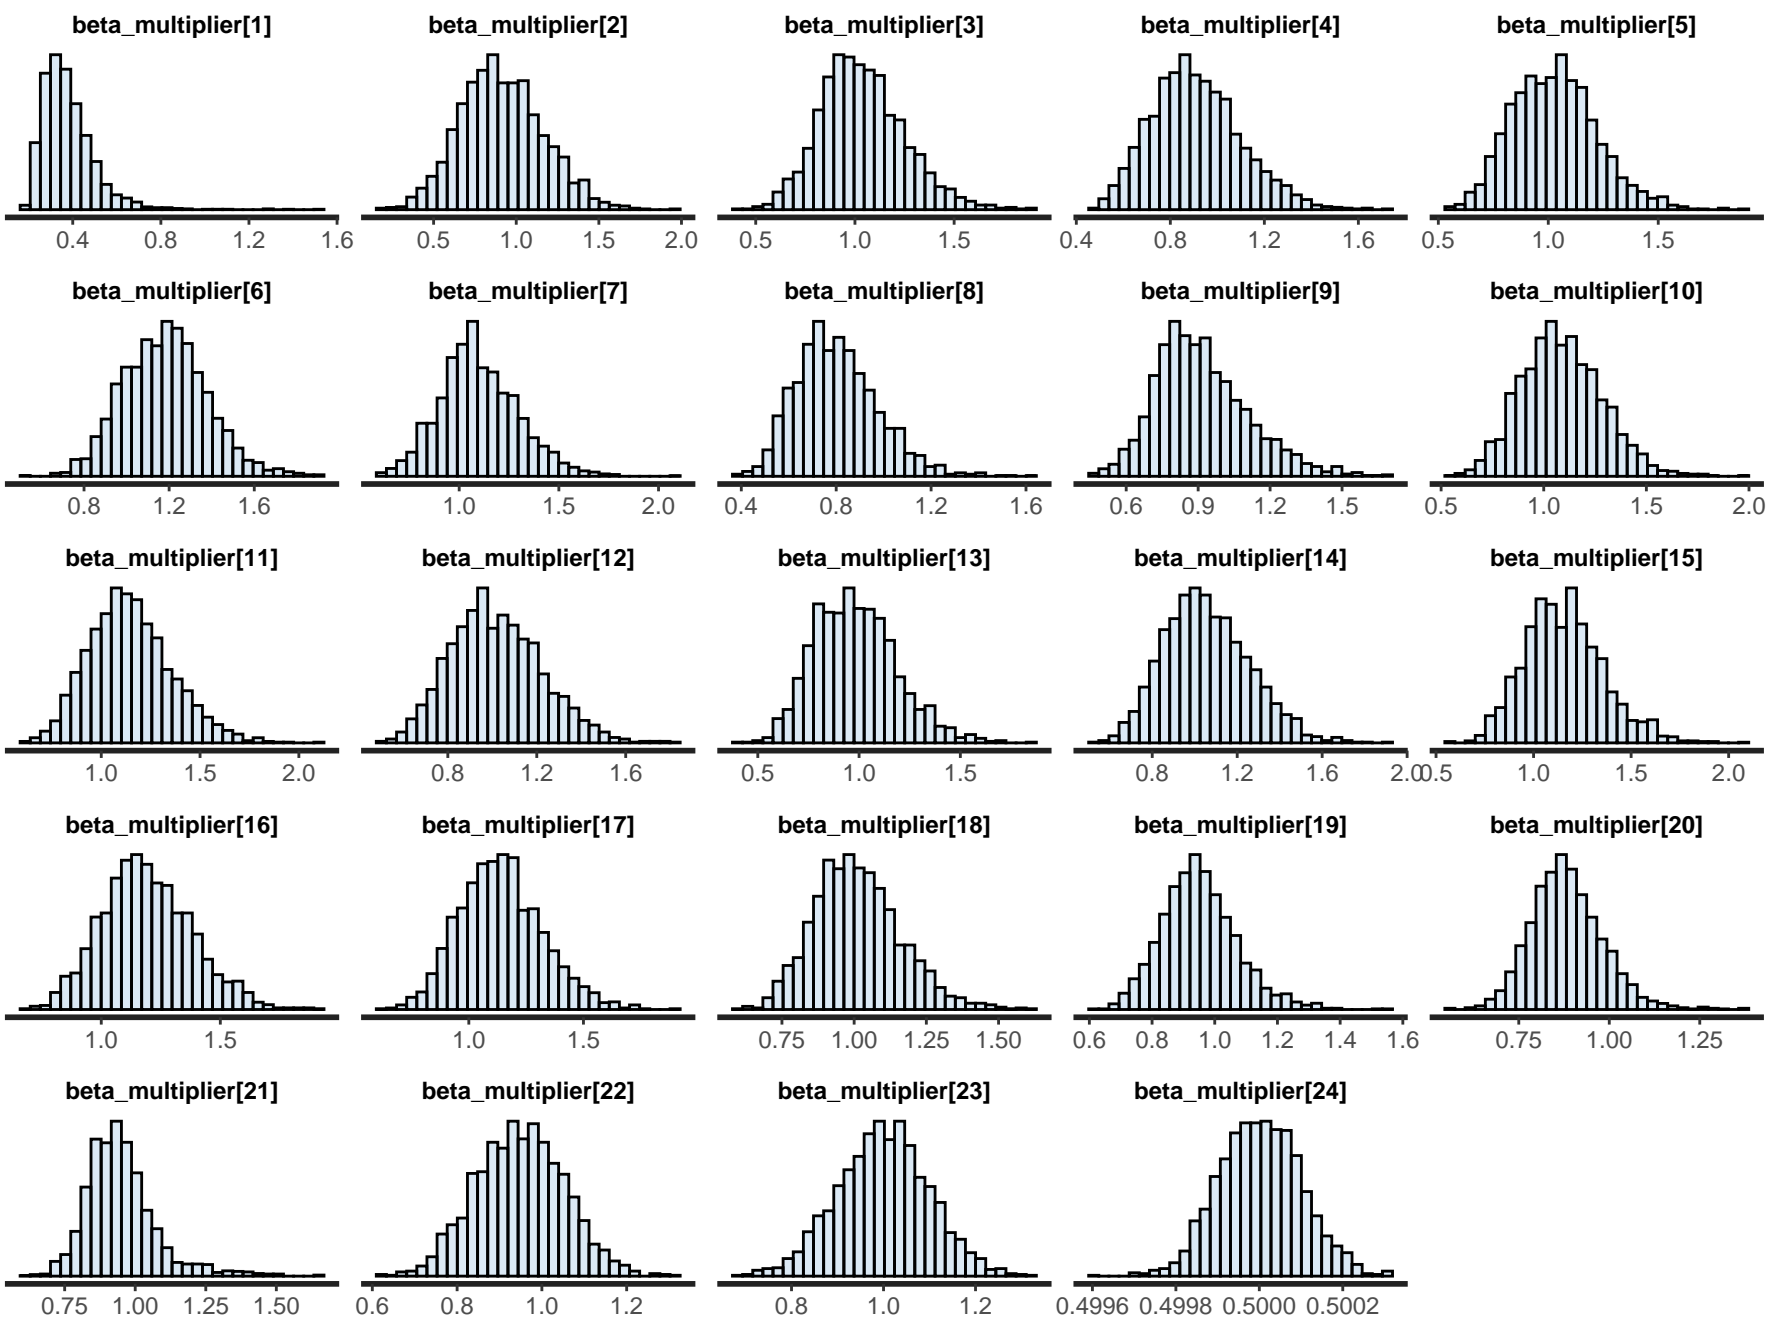 beta_multiplier[1] beta_multiplier[2] beta_multiplier[3] beta_multiplier[4] beta_multiplier[5]
0.4 0.8 1.2 1.6 0.5 1.0 1.5 2.0 0.5 1.0 1.5 0.4 0.8 1.2 1.6 0.5 1.0 1.5
beta_multiplier[6] beta_multiplier[7] beta_multiplier[8] beta_multiplier[9] beta_multiplier[10]
0.8 1.2 1.6 1.0 1.5 2.0 0.4 0.8 1.2 1.6 0.6 0.9 1.2 1.5 0.5 1.0 1.5 2.0
beta_multiplier[11] beta_multiplier[12] beta_multiplier[13] beta_multiplier[14] beta_multiplier[15]
1.0 1.5 2.0 0.8 1.2 1.6 0.5 1.0 1.5 0.8 1.2 1.6 2.0 0.5 1.0 1.5 2.0
beta_multiplier[16] beta_multiplier[17] beta_multiplier[18] beta_multiplier[19] beta_multiplier[20]
1.0 1.5 1.0 1.5 0.75 1.00 1.25 1.50 0.6 0.8 1.0 1.2 1.4 1.6 0.75 1.00 1.25
beta_multiplier[21] beta_multiplier[22] beta_multiplier[23] beta_multiplier[24]
0.75 1.00 1.25 1.50 0.6 0.8 1.0 1.2 0.8 1.0 1.2 0.4996 0.4998 0.5000 0.5002